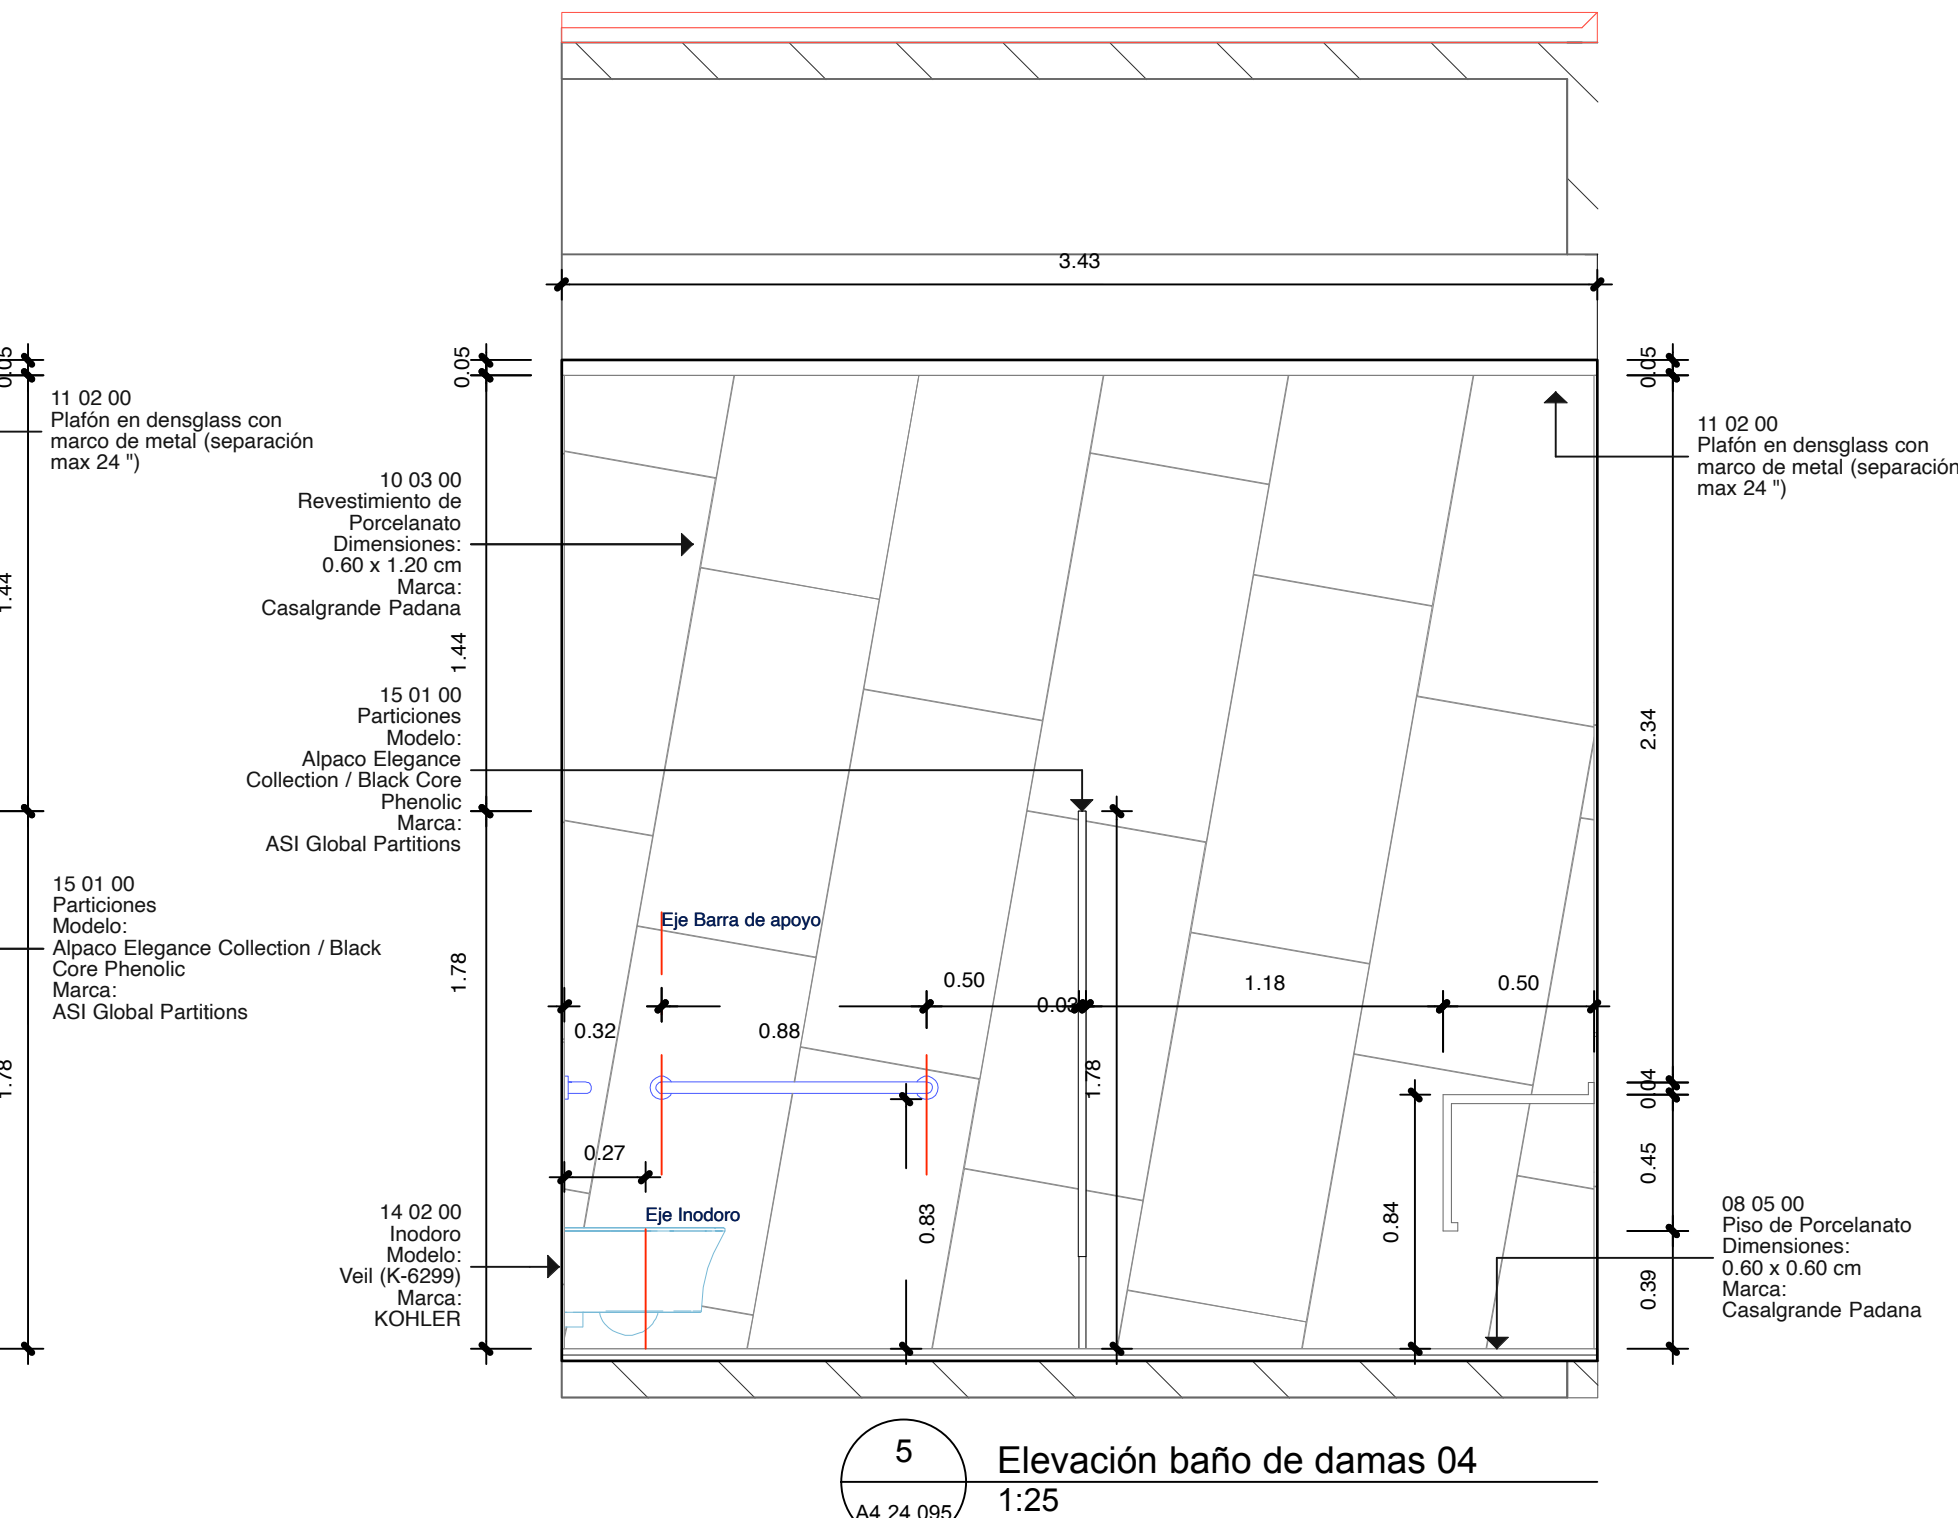 3.43
0.05
0.05
0.05
11 02 00
Plafón en densglass con
marco de metal (separación
max 24 ")
11 02 00
Plafón en densglass con
marco de metal (separación
max 24 ")
10 03 00
Revestimiento de
Porcelanato
Dimensiones:
0.60 x 1.20 cm
Marca:
Casalgrande Padana
1.44
1.44
15 01 00
Particiones
Modelo:
Alpaco Elegance
Collection / Black Core
Phenolic
Marca:
ASI Global Partitions
2.34
15 01 00
Particiones
Modelo:
Alpaco Elegance Collection / Black
Core Phenolic
Marca:
ASI Global Partitions
1.78
1.78
Eje Barra de apoyo
0.50
1.18
0.50
0.03
0.32
0.88
1.78
0.04
0.27
0.45
14 02 00
Inodoro
Modelo:
Veil (K-6299)
Marca:
KOHLER
Eje Inodoro
0.83
0.84
0.39
08 05 00
Piso de Porcelanato
Dimensiones:
0.60 x 0.60 cm
Marca:
Casalgrande Padana
5
A4 24 095
Elevación baño de damas 04
1:25